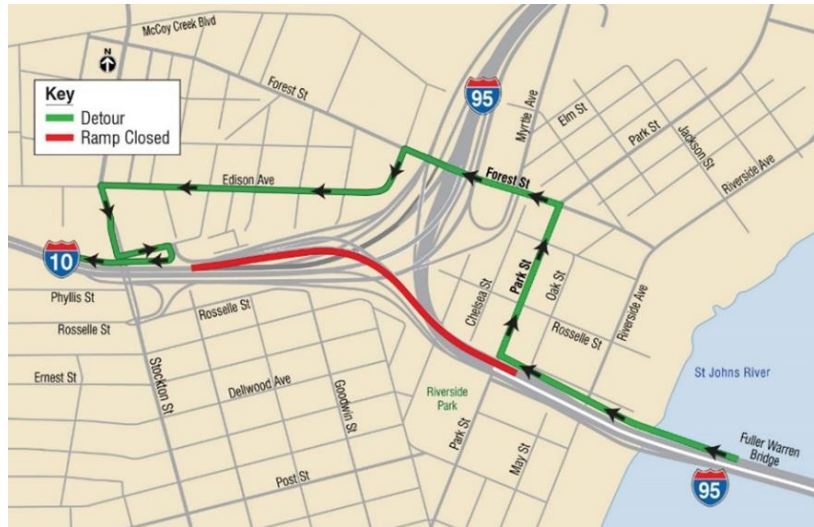 McCoy Creek Blvd
N
Key
Detour
Ramp Closed
Forest St
95
Myrtle Ave
Elm St
Park St
Jackson St
Riverside Ave
Edison Ave
Forest St
10
Phyllis St
Rosselle St
Rosselle St
Ernest St
Stockton St
Dellwood Ave
Goodwin St
Post St
Chelsea St
Park St
Oak St
Rosselle St
Riverside Ave
Riverside
Park
Park St
May St
St Johns River
Fuller Warren
Bridge
95